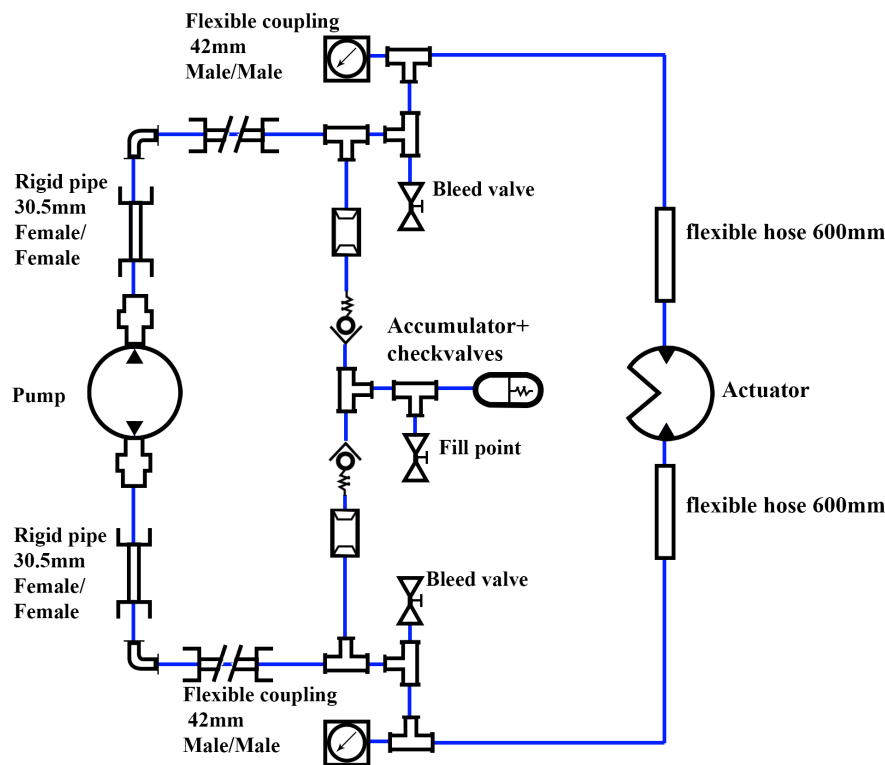 Flexible coupling
42mm
Male/Male
Rigid pipe
30.5mm
Female/
Female
Bleed valve
flexible hose 600mm
Accumulator+
checkvalves
Pump
Actuator
Fill point
flexible hose 600mm
Rigid pipe
30.5mm
Female/
Female
Bleed valve
Flexible coupling
42mm
Male/Male